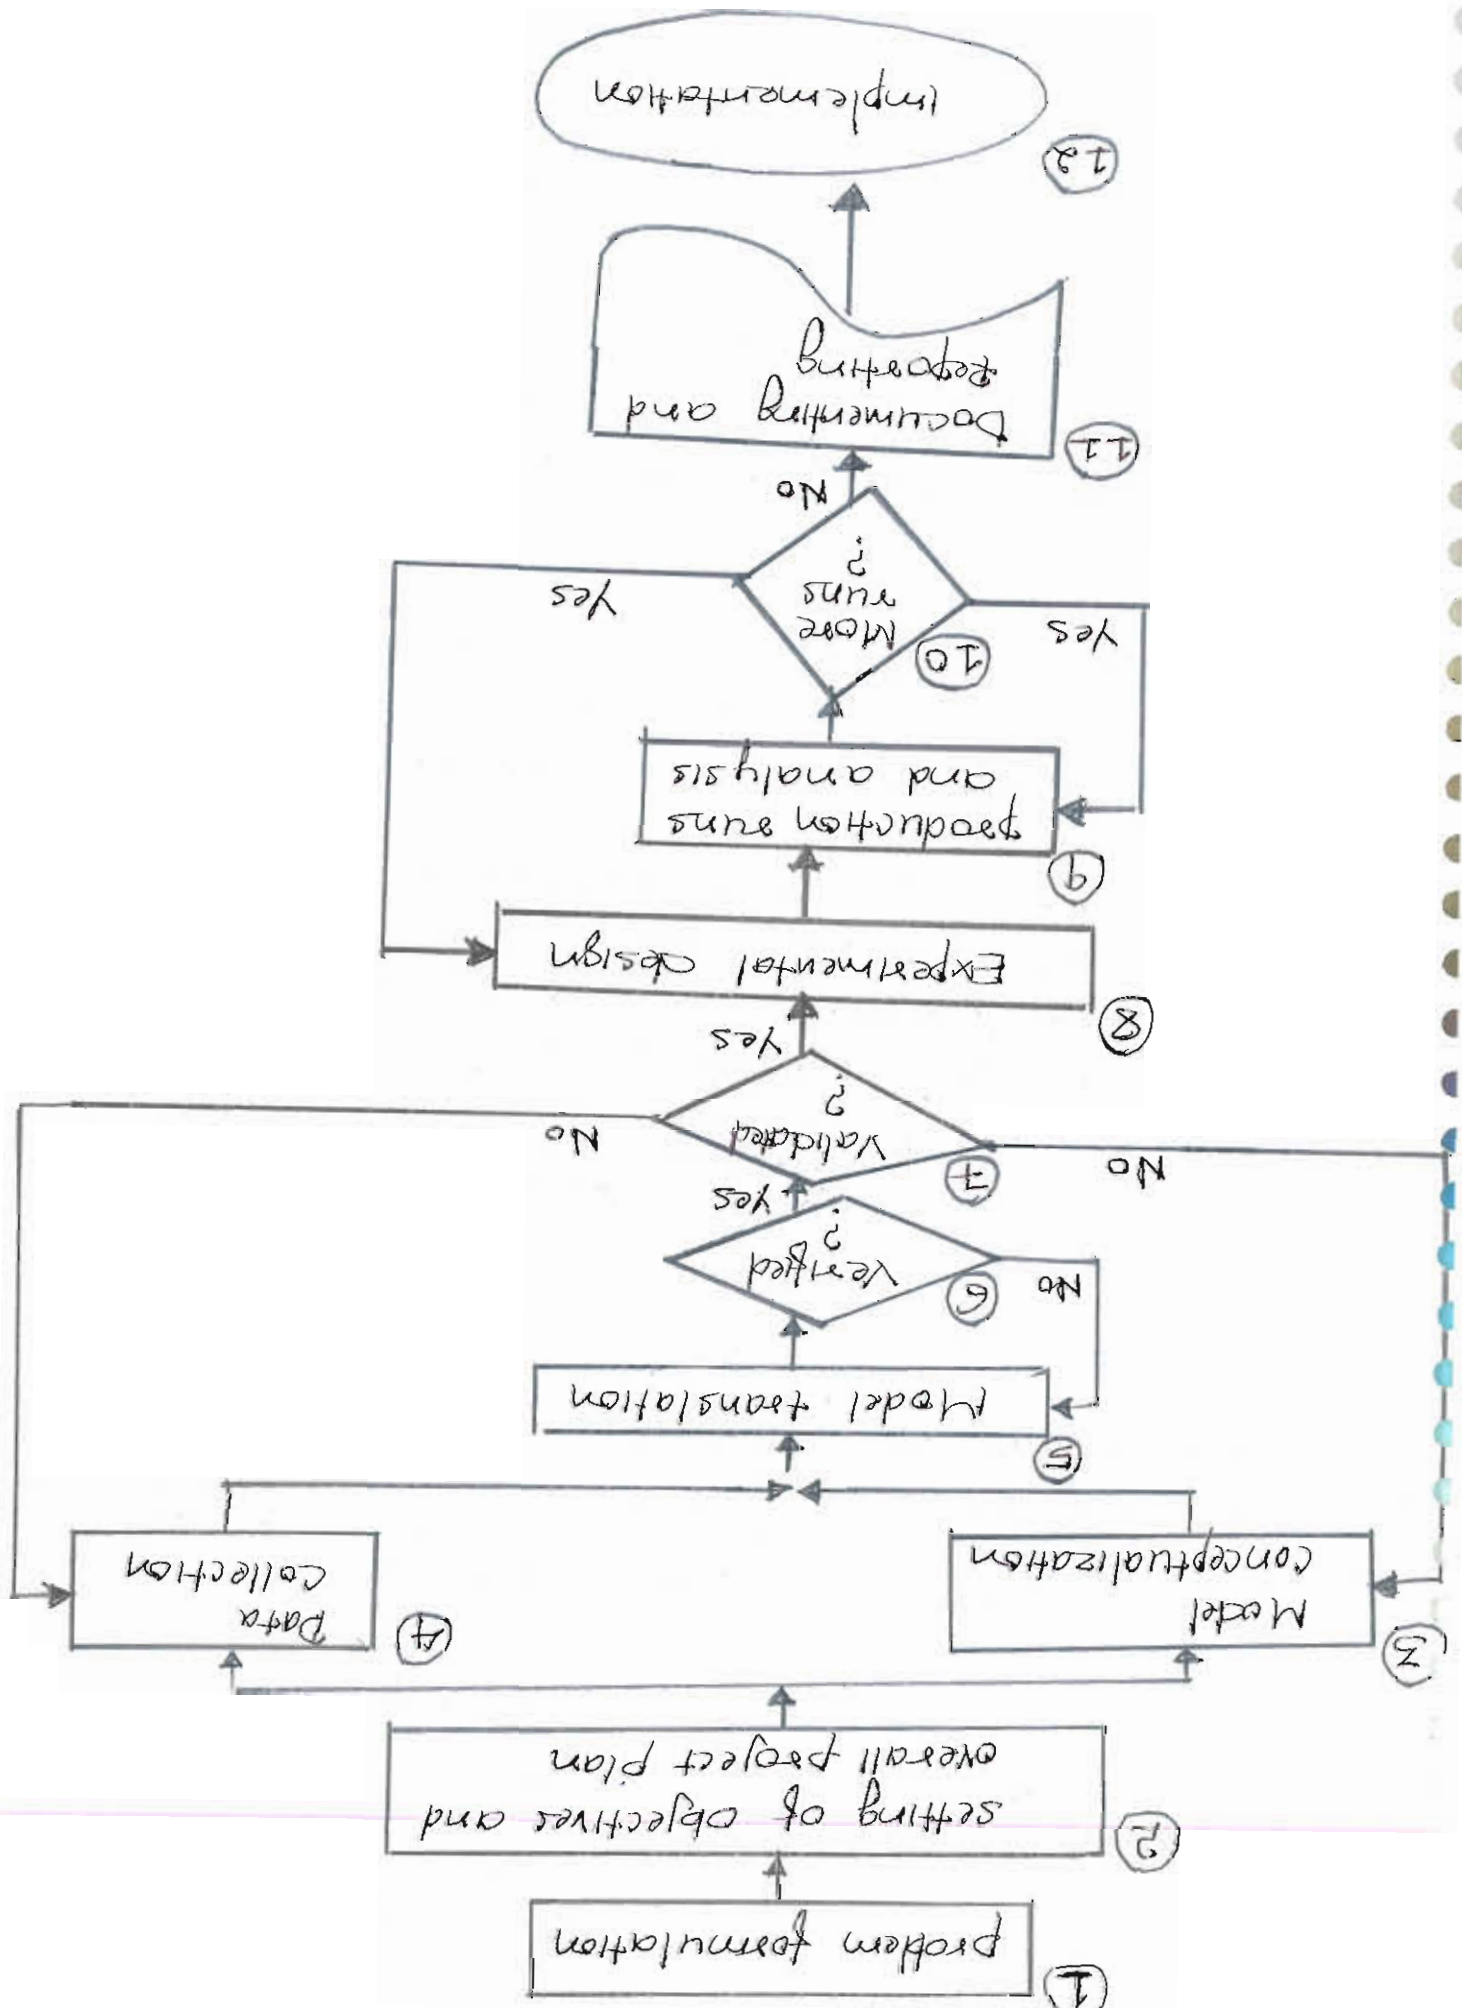 1
problem formulation
2
setting of objectives and
overall project plan
3
Model
conceptualization
4
Data
collection
5
Model translation
6
Verified
?
No
Yes
7
Validated
?
No
No
Yes
8
Experimental design
9
production runs
and analysis
10
More
runs
?
Yes
Yes
No
11
Documenting and
Reporting
12
implementation